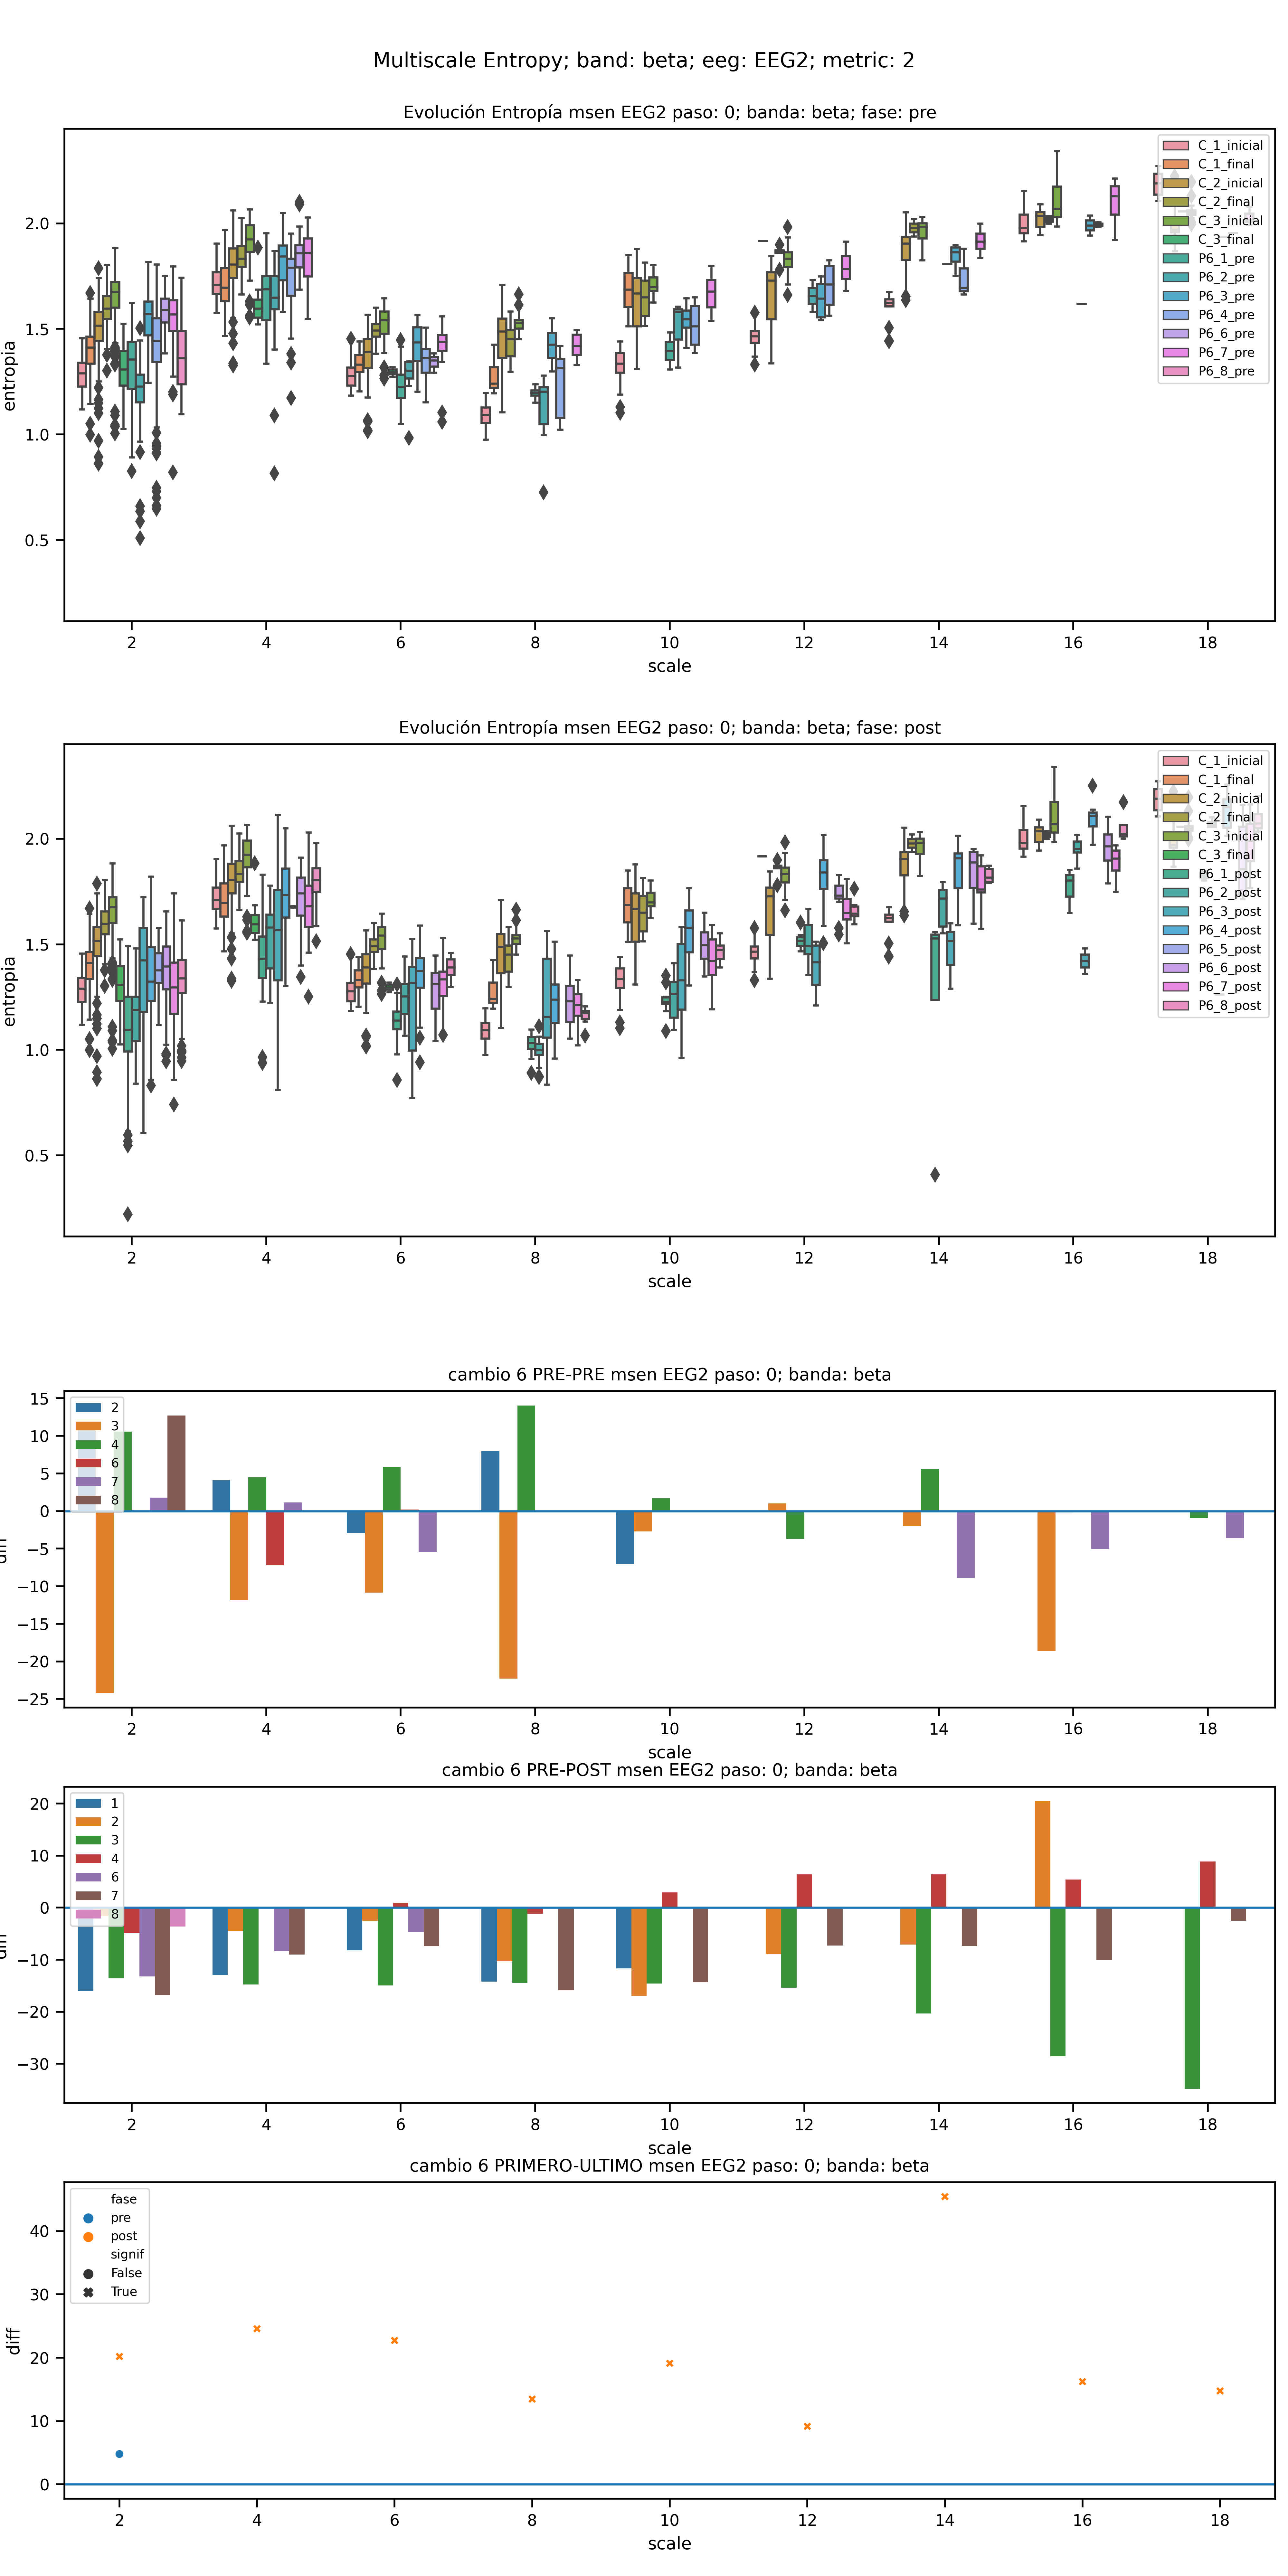 Multiscale Entropy; band: beta; eeg: EEG2; metric: 2
Evolución Entropía msen EEG2 paso: 0; banda: beta; fase: pre
C_1_inicial
C_1_final
C_2_inicial
C_2_final
C_3_inicial
C_3_final
P6_1_pre
P6_2_pre
P6_3_pre
P6_4_pre
P6_6_pre
P6_7_pre
P6_8_pre
2.0
1.5
1.0
0.5
entropia
2 4 6 8 10 12 14 16 18
scale
Evolución Entropía msen EEG2 paso: 0; banda: beta; fase: post
C_1_inicial
C_1_final
C_2_inicial
C_2_final
C_3_inicial
C_3_final
P6_1_post
P6_2_post
P6_3_post
P6_4_post
P6_5_post
P6_6_post
P6_7_post
P6_8_post
2.0
1.5
1.0
0.5
entropia
2 4 6 8 10 12 14 16 18
scale
cambio 6 PRE-PRE msen EEG2 paso: 0; banda: beta
2
3
4
6
7
8
15
10
5
0
−5
−10
−15
−20
−25
diff
2 4 6 8 10 12 14 16 18
scale
cambio 6 PRE-POST msen EEG2 paso: 0; banda: beta
1
2
3
4
6
7
8
20
10
0
−10
−20
−30
diff
2 4 6 8 10 12 14 16 18
scale
cambio 6 PRIMERO-ULTIMO msen EEG2 paso: 0; banda: beta
fase
pre
post
signif
False
True
40
30
20
10
0
diff
2 4 6 8 10 12 14 16 18
scale